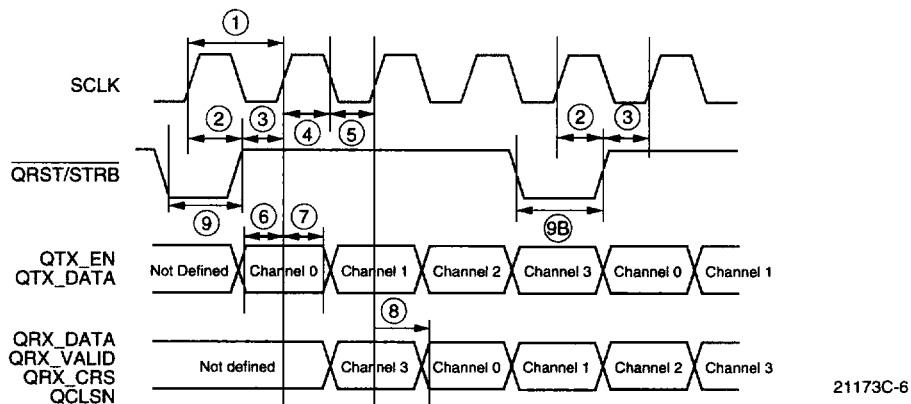 ①
SCLK
② ③ ④ ⑤ ② ③
QRST/STRB
⑨ ⑥ ⑦ 9B
QTX_EN
QTX_DATA
Not Defined Channel 0 Channel 1 Channel 2 Channel 3 Channel 0 Channel 1
⑧
QRX_DATA
QRX_VALID
QRX_CRS
QCLSN
Not defined Channel 3 Channel 0 Channel 1 Channel 2 Channel 3
21173C-6